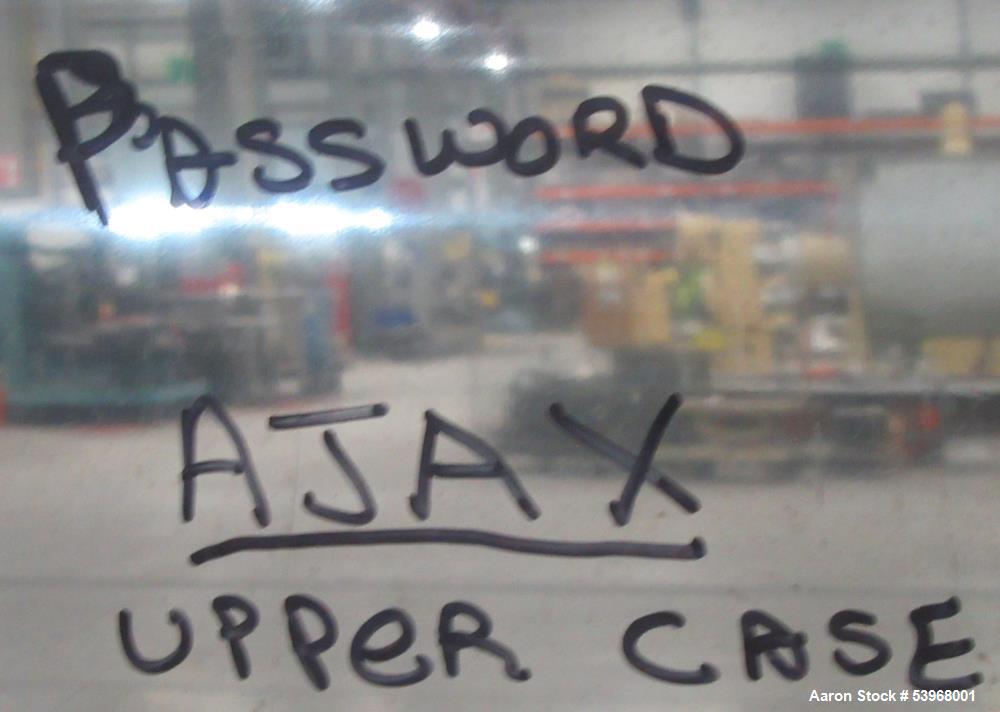 PASSWORD
AJAX
UPPeR CASE
Aaron Stock # 53968001